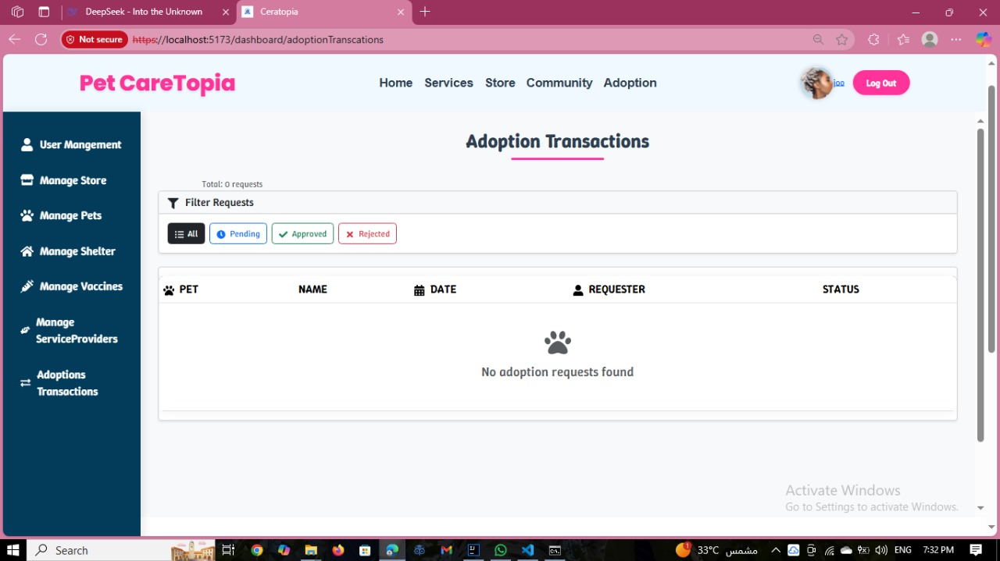 DeepSeek - Into the Unknown
Ceratopia
Not secure
https://localhost:5173/dashboard/adoptionTranscations
Pet CareTopia
Home
Services
Store
Community
Adoption
joo
Log Out
User Mangement
Manage Store
Manage Pets
Manage Shelter
Manage Vaccines
Manage
ServiceProviders
Adoptions
Transactions
Adoption Transactions
Total: 0 requests
Filter Requests
All
Pending
Approved
Rejected
PET
NAME
DATE
REQUESTER
STATUS
No adoption requests found
Activate Windows
Go to Settings to activate Windows.
Search
1
33°C
مشمس
ENG
7:32 PM